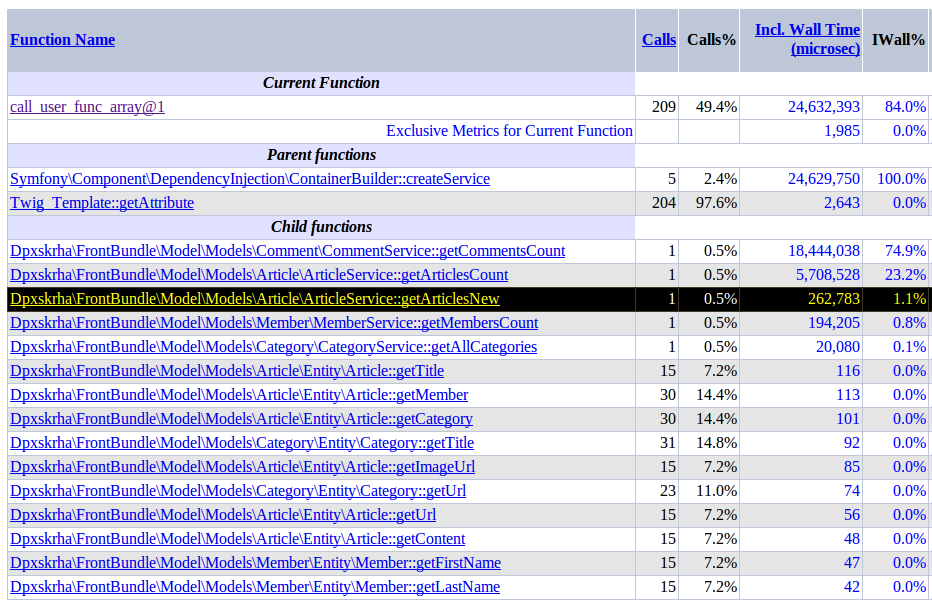 Function Name Calls Calls% Incl. Wall Time (microsec) IWall%
Current Function
call_user_func_array@1 209 49.4% 24,632,393 84.0%
Exclusive Metrics for Current Function 1,985 0.0%
Parent functions
Symfony\Component\DependencyInjection\ContainerBuilder::createService 5 2.4% 24,629,750 100.0%
Twig_Template::getAttribute 204 97.6% 2,643 0.0%
Child functions
Dpxskrha\FrontBundle\Model\Models\Comment\CommentService::getCommentsCount 1 0.5% 18,444,038 74.9%
Dpxskrha\FrontBundle\Model\Models\Article\ArticleService::getArticlesCount 1 0.5% 5,708,528 23.2%
Dpxskrha\FrontBundle\Model\Models\Article\ArticleService::getArticlesNew 1 0.5% 262,783 1.1%
Dpxskrha\FrontBundle\Model\Models\Member\MemberService::getMembersCount 1 0.5% 194,205 0.8%
Dpxskrha\FrontBundle\Model\Models\Category\CategoryService::getAllCategories 1 0.5% 20,080 0.1%
Dpxskrha\FrontBundle\Model\Models\Article\Entity\Article::getTitle 15 7.2% 116 0.0%
Dpxskrha\FrontBundle\Model\Models\Article\Entity\Article::getMember 30 14.4% 113 0.0%
Dpxskrha\FrontBundle\Model\Models\Article\Entity\Article::getCategory 30 14.4% 101 0.0%
Dpxskrha\FrontBundle\Model\Models\Category\Entity\Category::getTitle 31 14.8% 92 0.0%
Dpxskrha\FrontBundle\Model\Models\Article\Entity\Article::getImageUrl 15 7.2% 85 0.0%
Dpxskrha\FrontBundle\Model\Models\Category\Entity\Category::getUrl 23 11.0% 74 0.0%
Dpxskrha\FrontBundle\Model\Models\Article\Entity\Article::getUrl 15 7.2% 56 0.0%
Dpxskrha\FrontBundle\Model\Models\Article\Entity\Article::getContent 15 7.2% 48 0.0%
Dpxskrha\FrontBundle\Model\Models\Member\Entity\Member::getFirstName 15 7.2% 47 0.0%
Dpxskrha\FrontBundle\Model\Models\Member\Entity\Member::getLastName 15 7.2% 42 0.0%